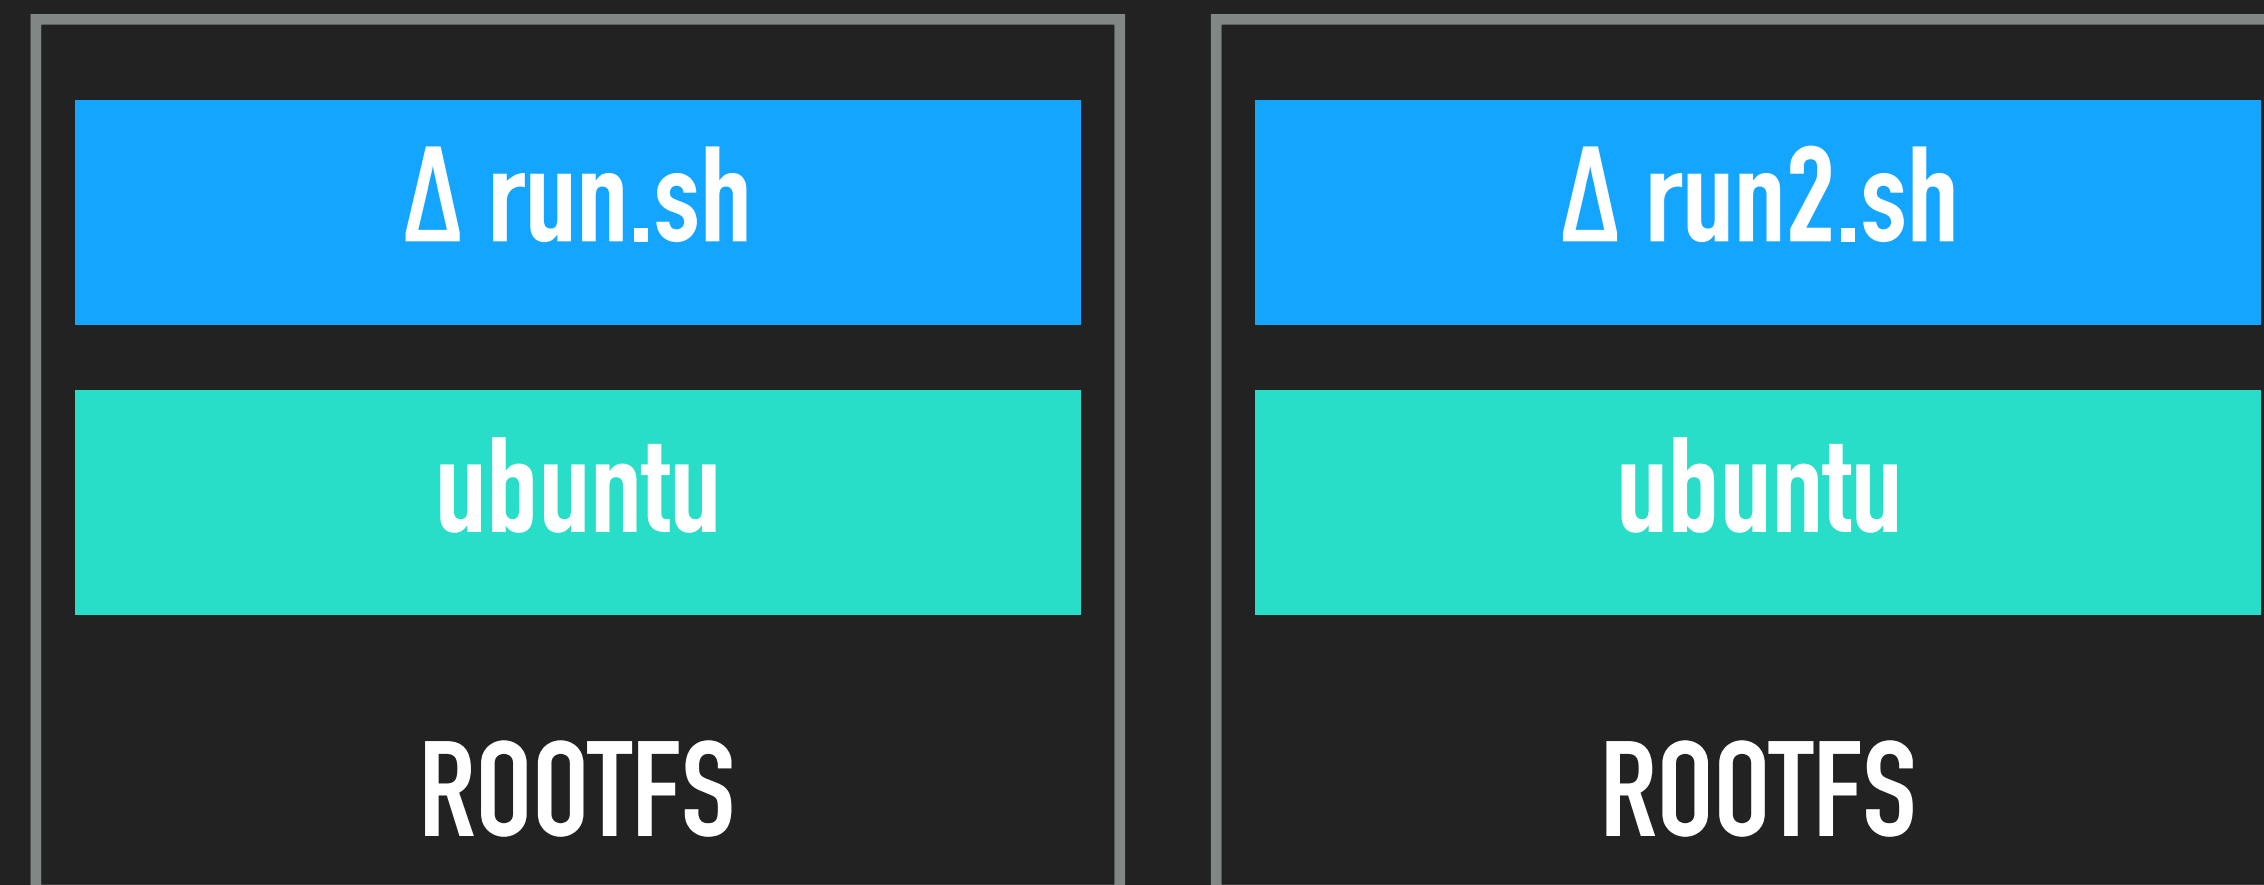 Δ run.sh
ubuntu
ROOTFS
Δ run2.sh
ubuntu
ROOTFS